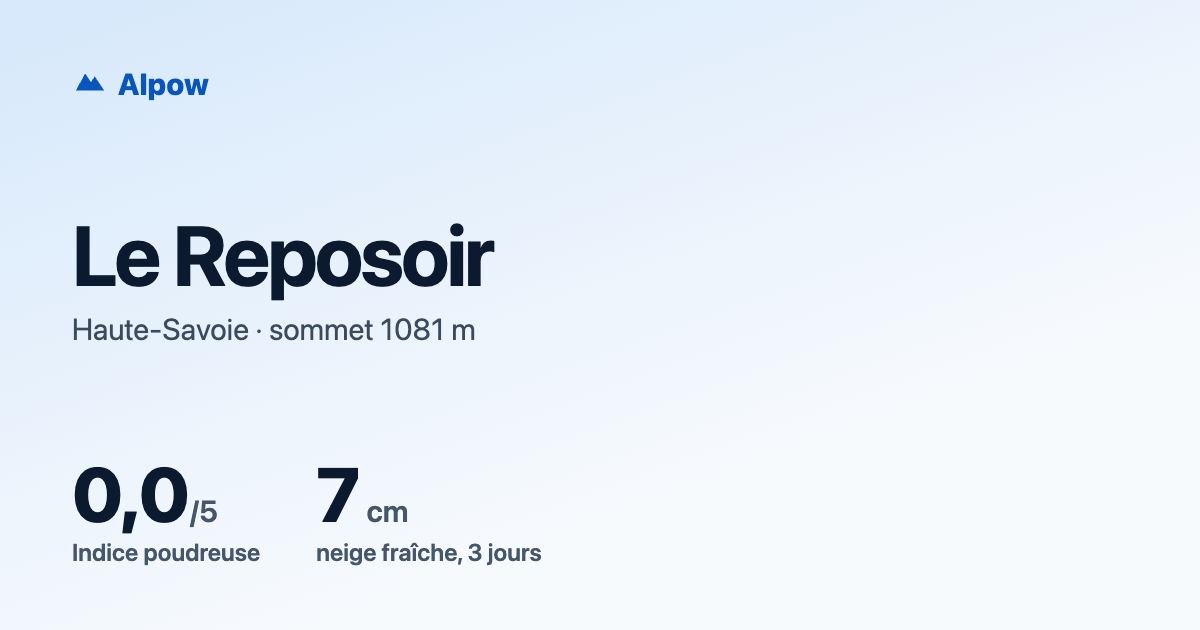 Alpow
Le Reposoir
Haute-Savoie · sommet 1081 m
0,0/5
Indice poudreuse
7 cm
neige fraîche, 3 jours